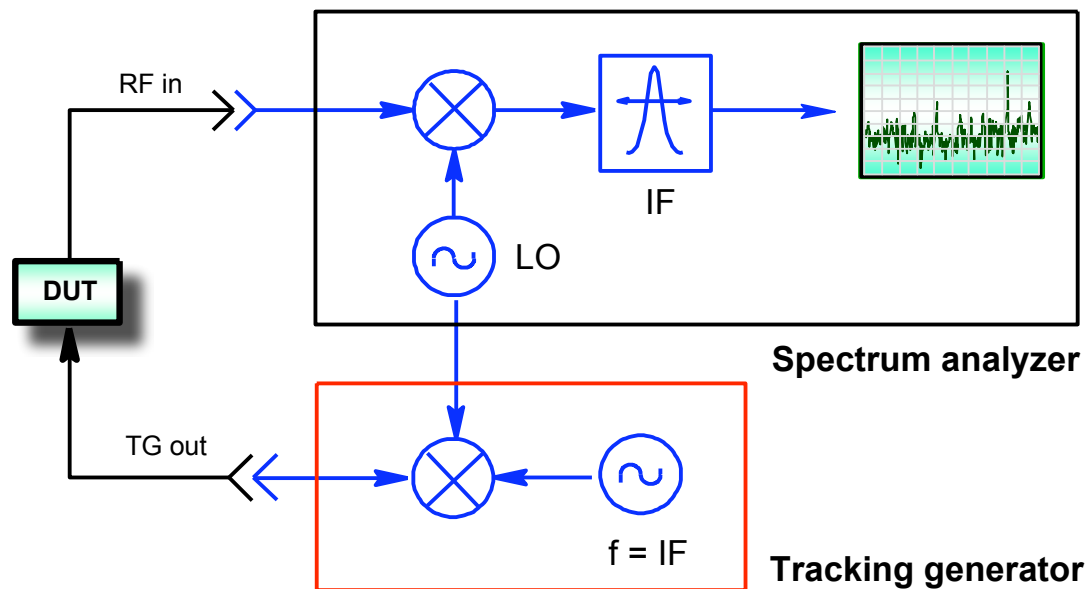 RF in
IF
LO
DUT
Spectrum analyzer
TG out
f = IF
Tracking generator